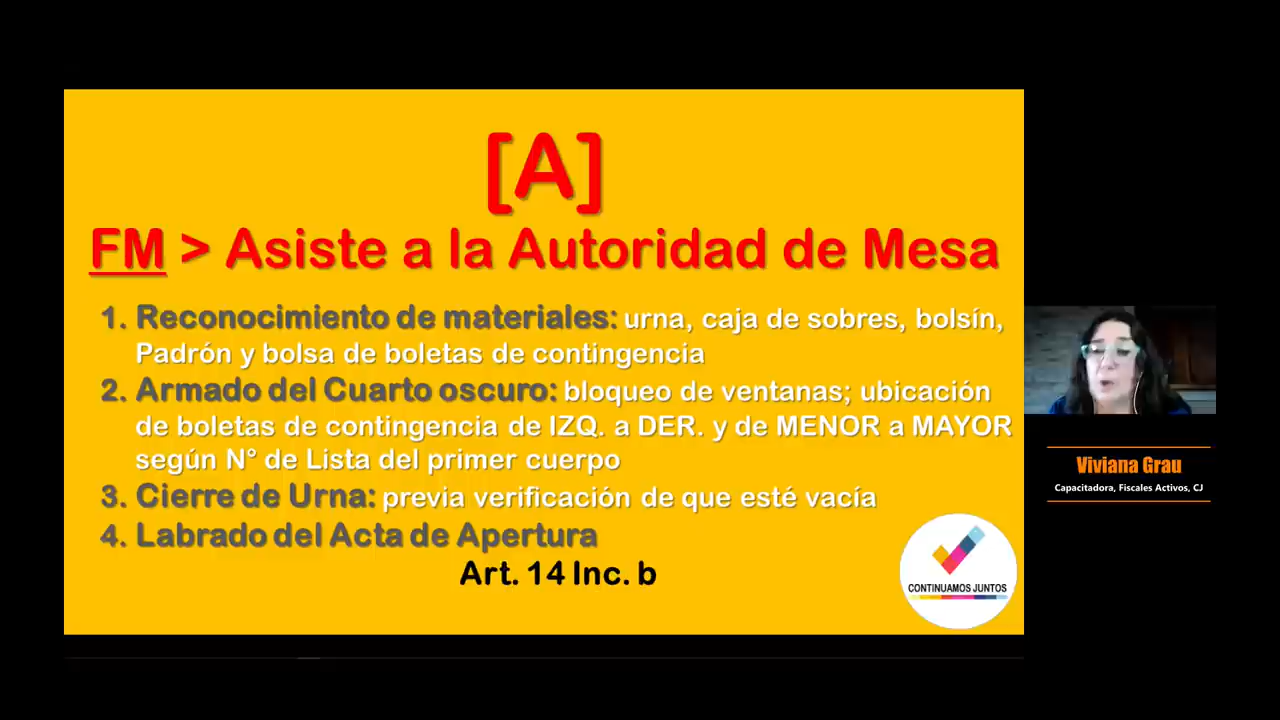 [A]
FM > Asiste a la Autoridad de Mesa
1. Reconocimiento de materiales: urna, caja de sobres, bolsín,
Padrón y bolsa de boletas de contingencia
2. Armado del Cuarto oscuro: bloqueo de ventanas; ubicación
de boletas de contingencia de IZQ. a DER. y de MENOR a MAYOR
según N° de Lista del primer cuerpo
3. Cierre de Urna: previa verificación de que esté vacía
4. Labrado del Acta de Apertura
Art. 14 Inc. b
CONTINUAMOS JUNTOS
Viviana Grau
Capacitadora, Fiscales Activos, CJ